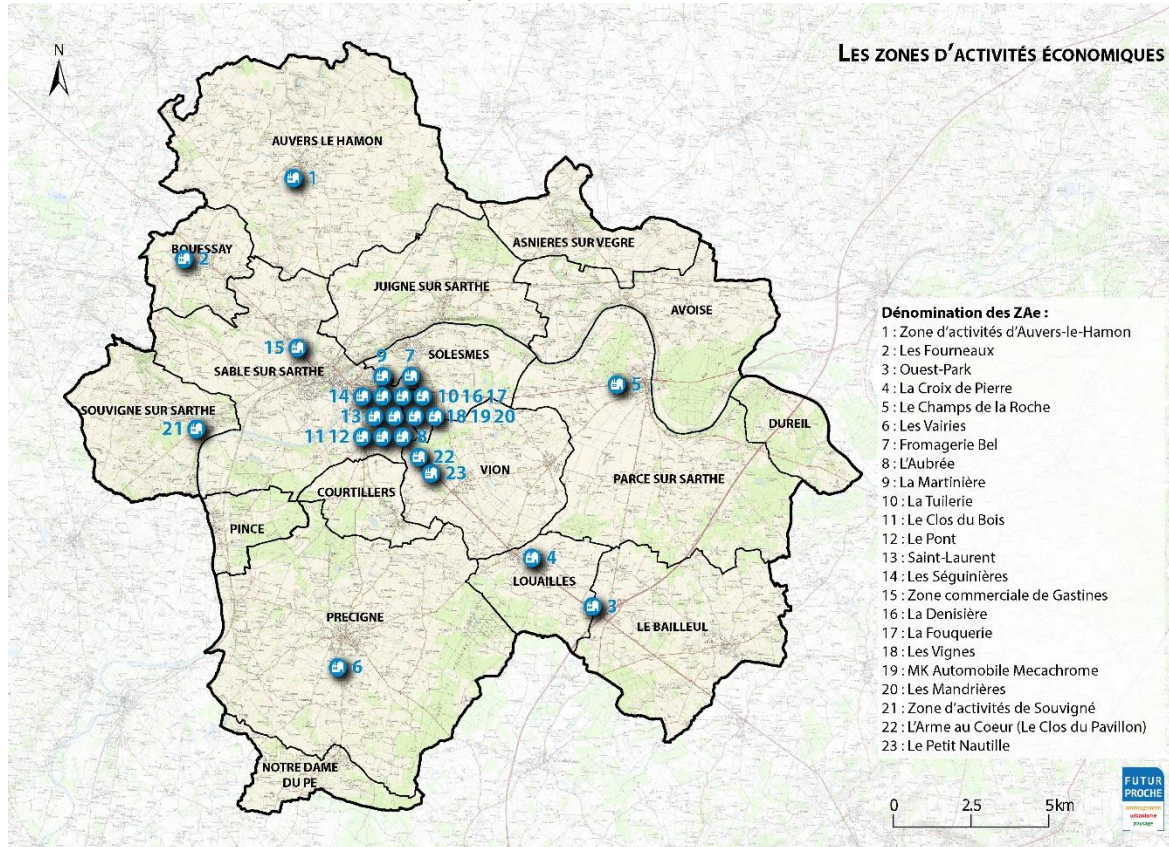 N
LES ZONES D'ACTIVITÉS ÉCONOMIQUES
AUVERS LE HAMON
1
ASNIERES SUR VEGRE
BOUESSAY
2
JUIGNE SUR SARTHE
AVOISE
15
SABLE SUR SARTHE
SOLESMES
9 7
5
14 10 16 17
SOUVIGNE SUR SARTHE
21
13 18 19 20
DUREIL
11 12 8
22
23
VION
PARCE SUR SARTHE
COURTILLERS
PINCE
4
LOUAILLES
3
LE BAILLEUL
PRECIGNE
6
NOTRE DAME
DU PE
Dénomination des ZAe :
1 : Zone d'activités d'Auvers-le-Hamon
2 : Les Fourneaux
3 : Ouest-Park
4 : La Croix de Pierre
5 : Le Champs de la Roche
6 : Les Vairies
7 : Fromagerie Bel
8 : L'Aubrée
9 : La Martinière
10 : La Tuilerie
11 : Le Clos du Bois
12 : Le Pont
13 : Saint-Laurent
14 : Les Séguinières
15 : Zone commerciale de Gastines
16 : La Denisière
17 : La Fouquerie
18 : Les Vignes
19 : MK Automobile Mecachrome
20 : Les Mandrières
21 : Zone d'activités de Souvigné
22 : L'Arme au Coeur (Le Clos du Pavillon)
23 : Le Petit Nautille
0 2.5 5 km
FUTUR
PROCHE
aménagement
urbanisme
paysage